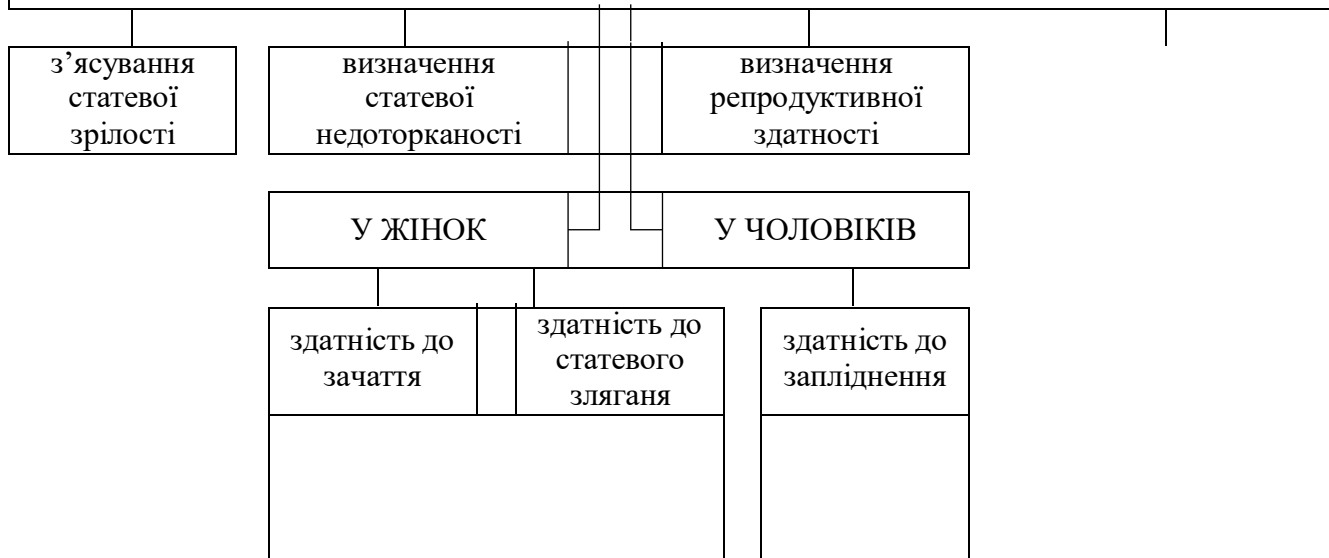 з’ясування
статевої
зрілості
визначення
статевої
недоторканості
визначення
репродуктивної
здатності
У ЖІНОК
У ЧОЛОВІКІВ
здатність до
зачаття
здатність до
статевого
зляганя
здатність до
запліднення